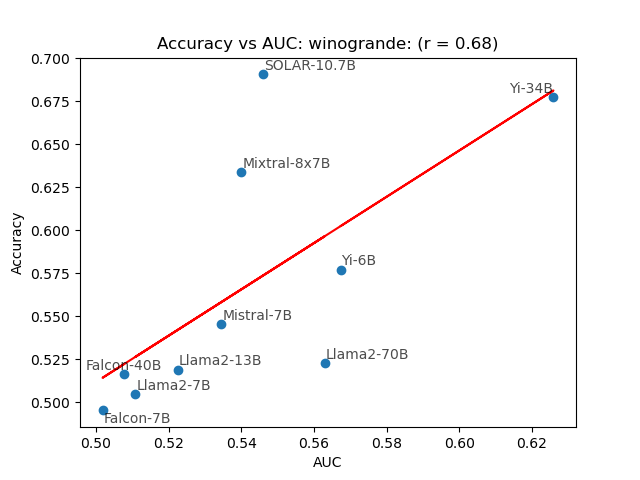 Accuracy vs AUC: winogrande: (r = 0.68)
0.700
SOLAR-10.7B
Yi-34B
0.675
0.650
Mixtral-8x7B
0.625
0.600
Yi-6B
0.575
Accuracy
0.550
Mistral-7B
0.525
Llama2-70B
Llama2-13B
Falcon-40B
Llama2-7B
0.500
Falcon-7B
0.50 0.52 0.54 0.56 0.58 0.60 0.62
AUC